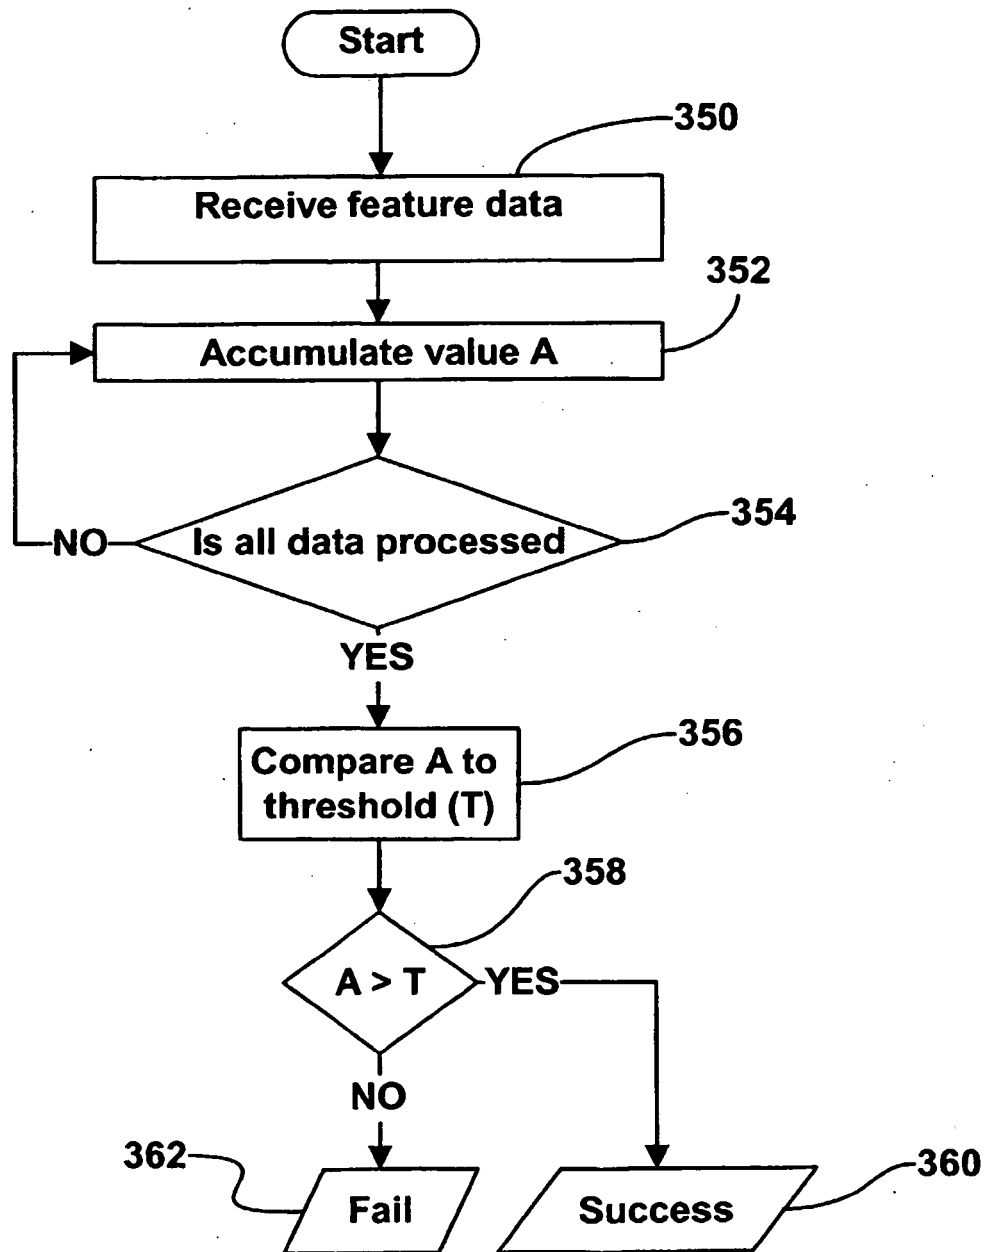 Start
350
Receive feature data
352
Accumulate value A
354
Is all data processed
NO
YES
356
Compare A to
threshold (T)
358
A > T
YES
NO
362
Fail
Success
360